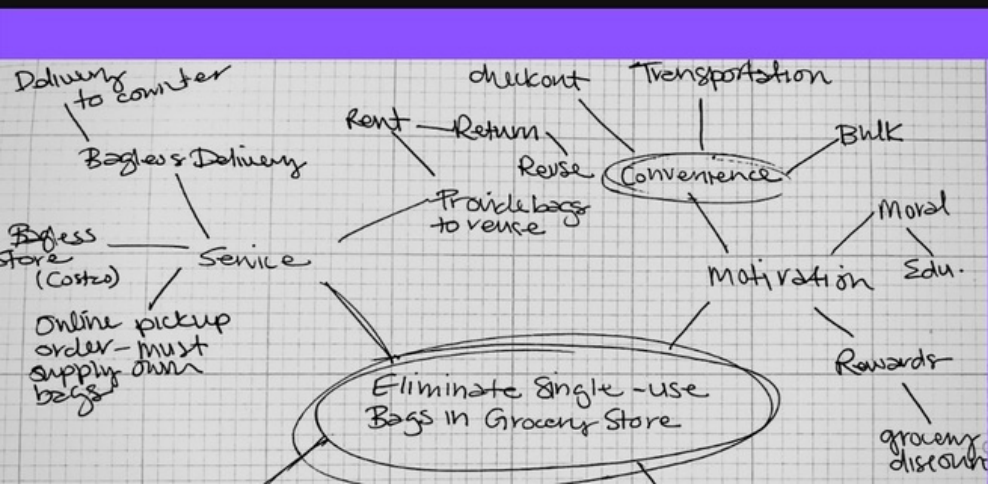 Delivery
to counter
Bagless Delivery
Bagless
Store
(Costco)
Service
Online pickup
order - must
supply own
bags
Rent
Return
Reuse
Provide bags
to reuse
checkout
Transportation
Bulk
Convenience
Motivation
Moral
Edu.
Rewards
grocery
discount
Eliminate Single-use
Bags in Grocery Store